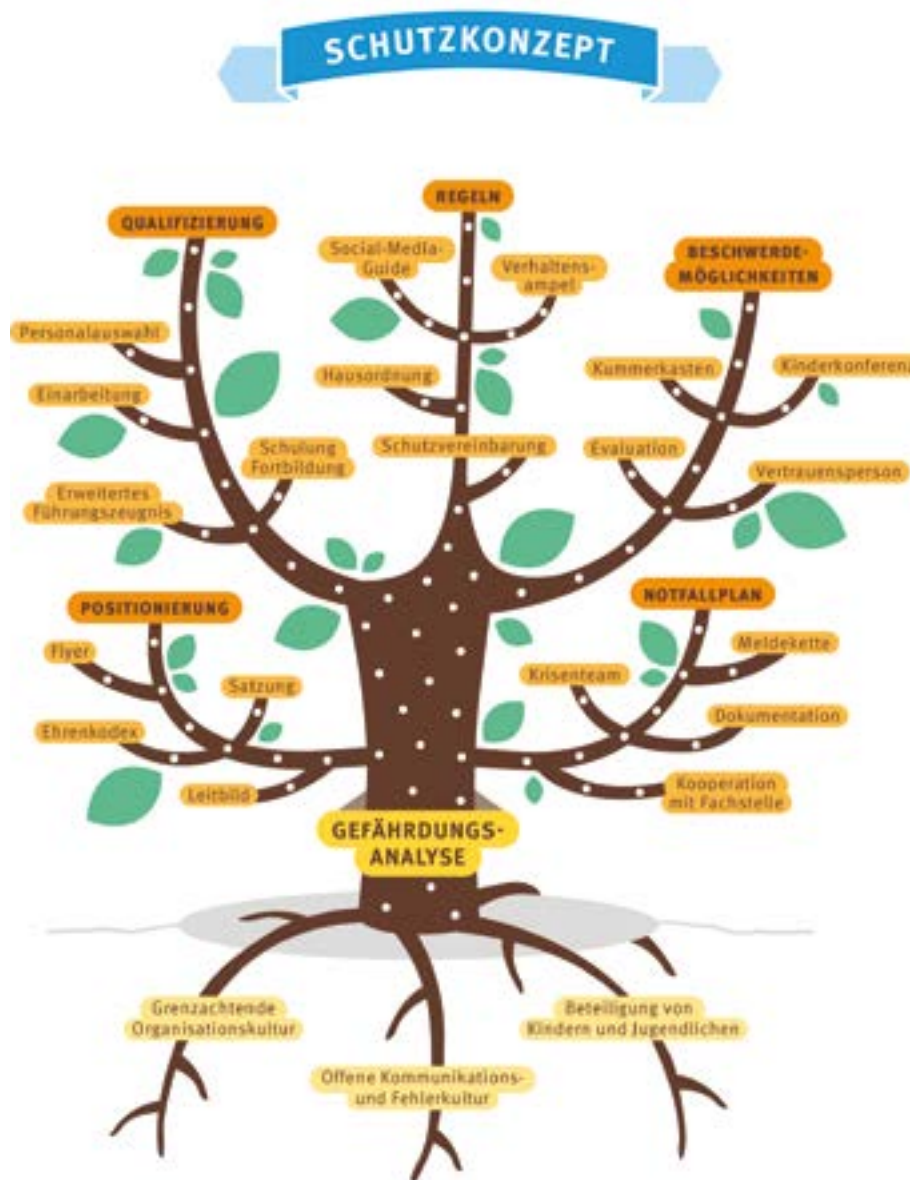 SCHUTZKONZEPT
QUALIFIZIERUNG
REGELN
BESCHWERDE-
MÖGLICHKEITEN
Social-Media-
Guide
Verhaltens-
ampel
Personalauswahl
Einarbeitung
Schulung
Fortbildung
Erweitertes
Führungszeugnis
Hausordnung
Schutzvereinbarung
Kummerkasten
Kinderkonferenz
Evaluation
Vertrauensperson
POSITIONIERUNG
Flyer
Satzung
Ehrenkodex
Leitbild
NOTFALLPLAN
Meldekette
Krisenteam
Dokumentation
Kooperation
mit Fachstelle
GEFÄHRDUNGS-
ANALYSE
Grenzachtende
Organisationskultur
Offene Kommunikations-
und Fehlerkultur
Beteiligung von
Kindern und Jugendlichen